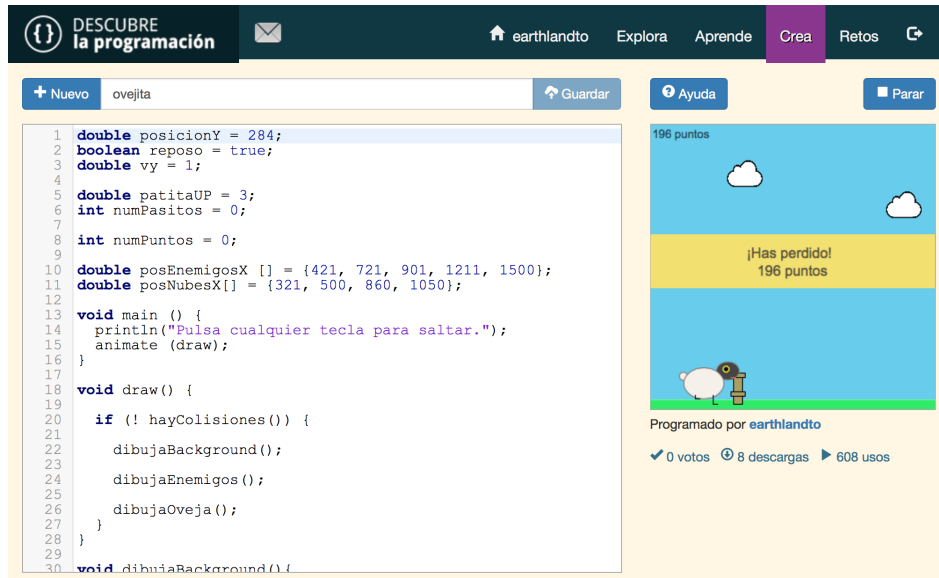 {} DESCUBRE
la programación
earthlandto Explora Aprende Crea Retos
+ Nuevo ovejita Guardar
? Ayuda Parar
1 double posicionY = 284;
2 boolean reposo = true;
3 double vy = 1;
4
5 double patitaUP = 3;
6 int numPasitos = 0;
7
8 int numPuntos = 0;
9
10 double posEnemigosX [] = {421, 721, 901, 1211, 1500};
11 double posNubesX[] = {321, 500, 860, 1050};
12
13 void main () {
14 println("Pulsa cualquier tecla para saltar.");
15 animate (draw);
16 }
17
18 void draw() {
19
20 if (! hayColisiones()) {
21
22 dibujaBackground();
23
24 dibujaEnemigos();
25
26 dibujaOveja();
27 }
28 }
29
30 void dibujaBackground(){
196 puntos
¡Has perdido!
196 puntos
Programado por earthlandto
0 votos 8 descargas 608 usos